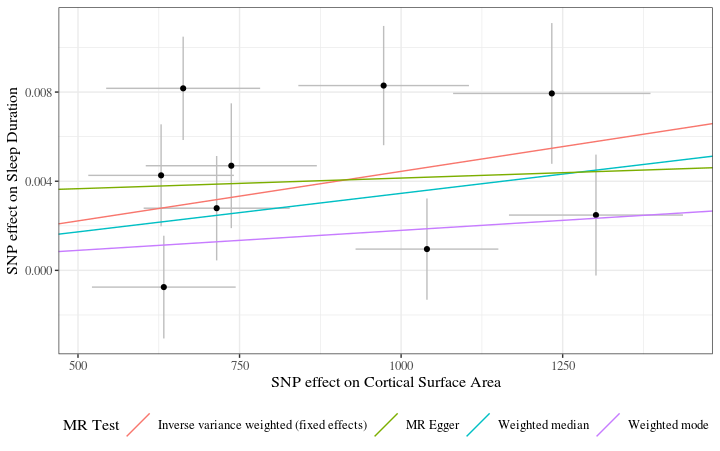 SNP effect on Sleep Duration
0.008
0.004
0.000
500
750
1000
1250
SNP effect on Cortical Surface Area
MR Test
Inverse variance weighted (fixed effects)
MR Egger
Weighted median
Weighted mode